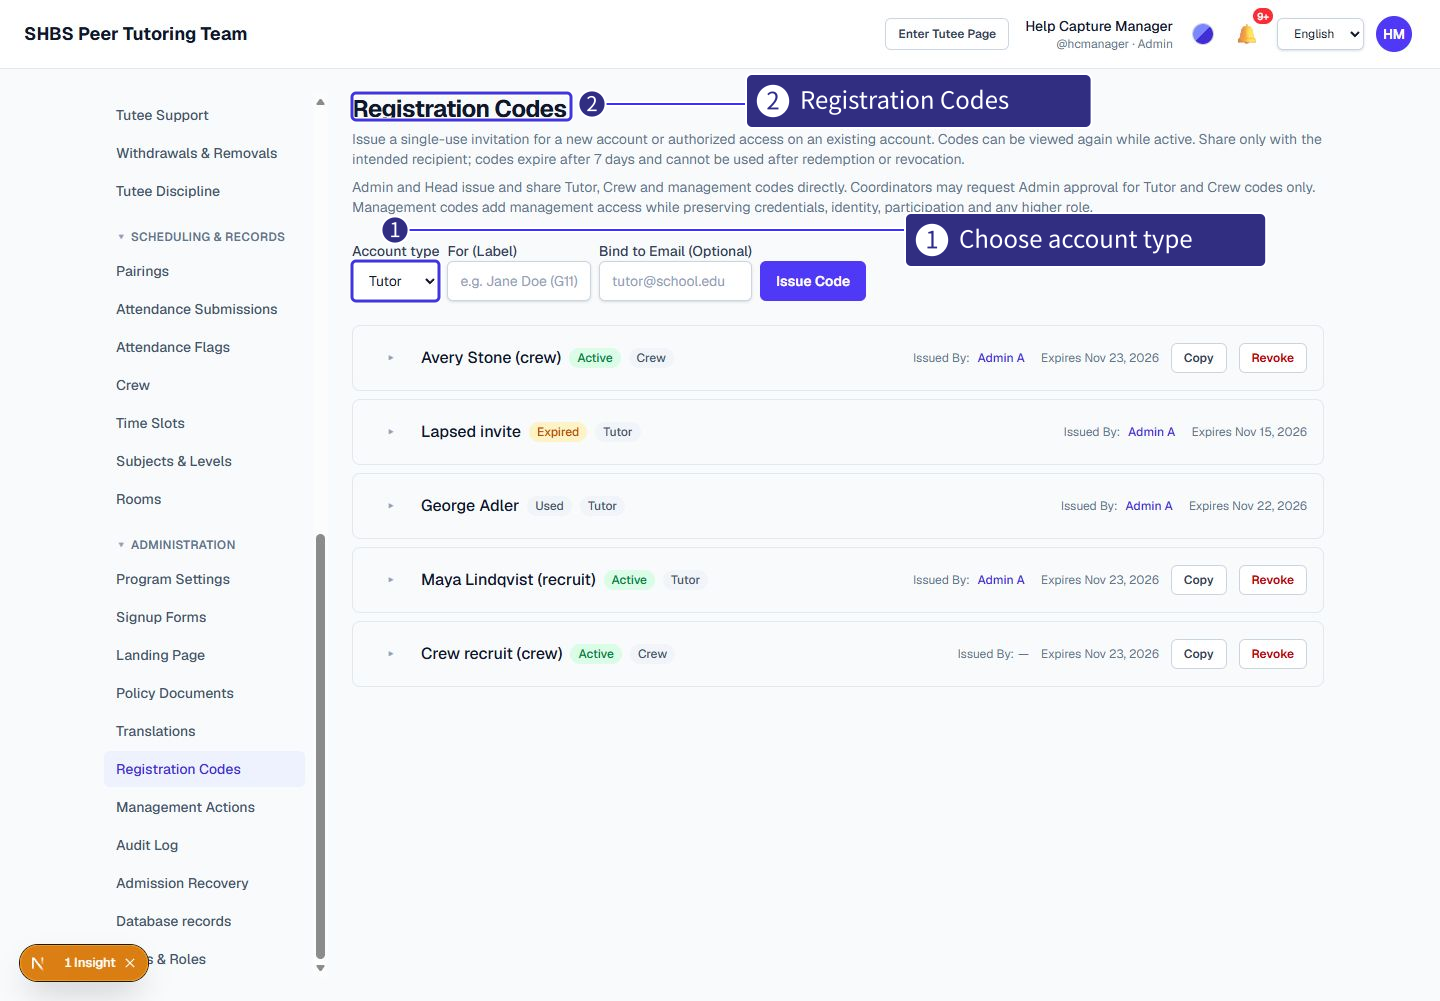 SHBS Peer Tutoring Team
Enter Tutee Page
Help Capture Manager
@hcmanager · Admin
9+
English
HM
Tutee Support
Withdrawals & Removals
Tutee Discipline
SCHEDULING & RECORDS
Pairings
Attendance Submissions
Attendance Flags
Crew
Time Slots
Subjects & Levels
Rooms
ADMINISTRATION
Program Settings
Signup Forms
Landing Page
Policy Documents
Translations
Registration Codes
Management Actions
Audit Log
Admission Recovery
Database records
& Roles
1 Insight
Registration Codes
2
2 Registration Codes
Issue a single-use invitation for a new account or authorized access on an existing account. Codes can be viewed again while active. Share only with the
intended recipient; codes expire after 7 days and cannot be used after redemption or revocation.
Admin and Head issue and share Tutor, Crew and management codes directly. Coordinators may request Admin approval for Tutor and Crew codes only.
Management codes add management access while preserving credentials, identity, participation and any higher role.
1
1 Choose account type
Account type For (Label) Bind to Email (Optional)
Tutor e.g. Jane Doe (G11) tutor@school.edu Issue Code
Avery Stone (crew) Active Crew Issued By: Admin A Expires Nov 23, 2026 Copy Revoke
Lapsed invite Expired Tutor Issued By: Admin A Expires Nov 15, 2026
George Adler Used Tutor Issued By: Admin A Expires Nov 22, 2026
Maya Lindqvist (recruit) Active Tutor Issued By: Admin A Expires Nov 23, 2026 Copy Revoke
Crew recruit (crew) Active Crew Issued By: — Expires Nov 23, 2026 Copy Revoke